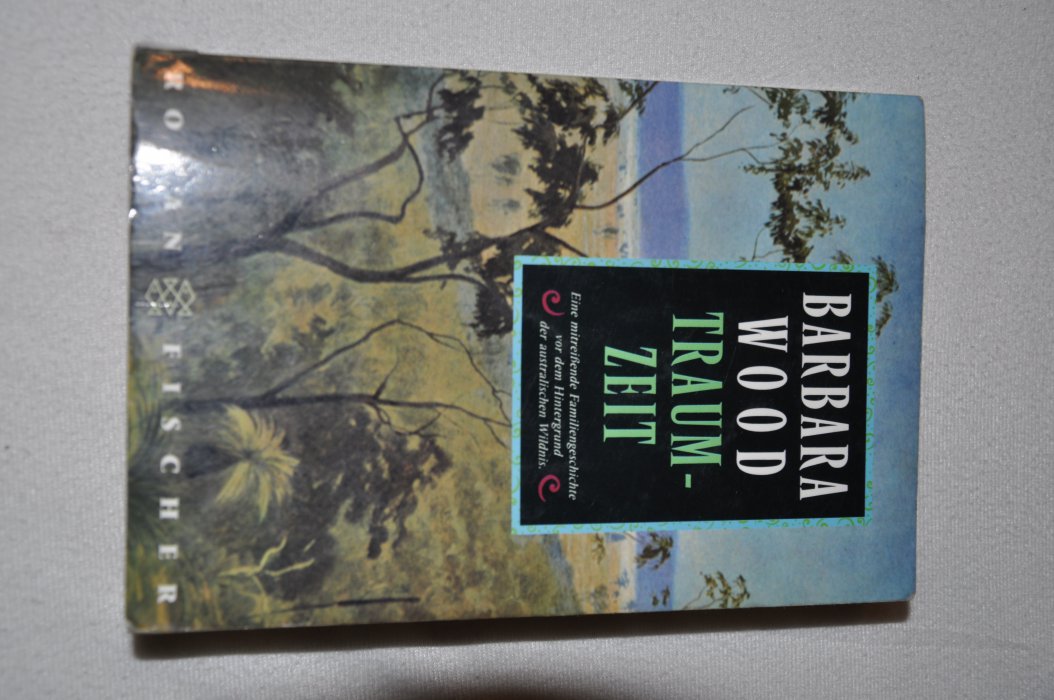 BARBARA
WOOD
TRAUM-
ZEIT
Eine mitreißende Familiengeschichte
vor dem Hintergrund
der australischen Wildnis.
ROMAN FISCHER